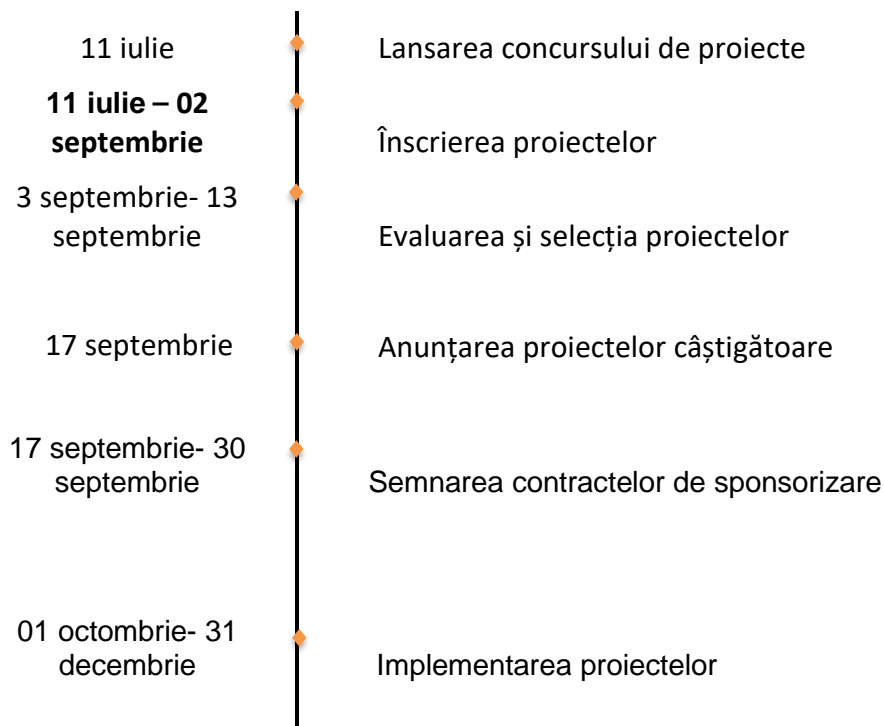 11 iulie
Lansarea concursului de proiecte
11 iulie – 02
septembrie
Înscrierea proiectelor
3 septembrie- 13
septembrie
Evaluarea și selecția proiectelor
17 septembrie
Anunțarea proiectelor câștigătoare
17 septembrie- 30
septembrie
Semnarea contractelor de sponsorizare
01 octombrie- 31
decembrie
Implementarea proiectelor